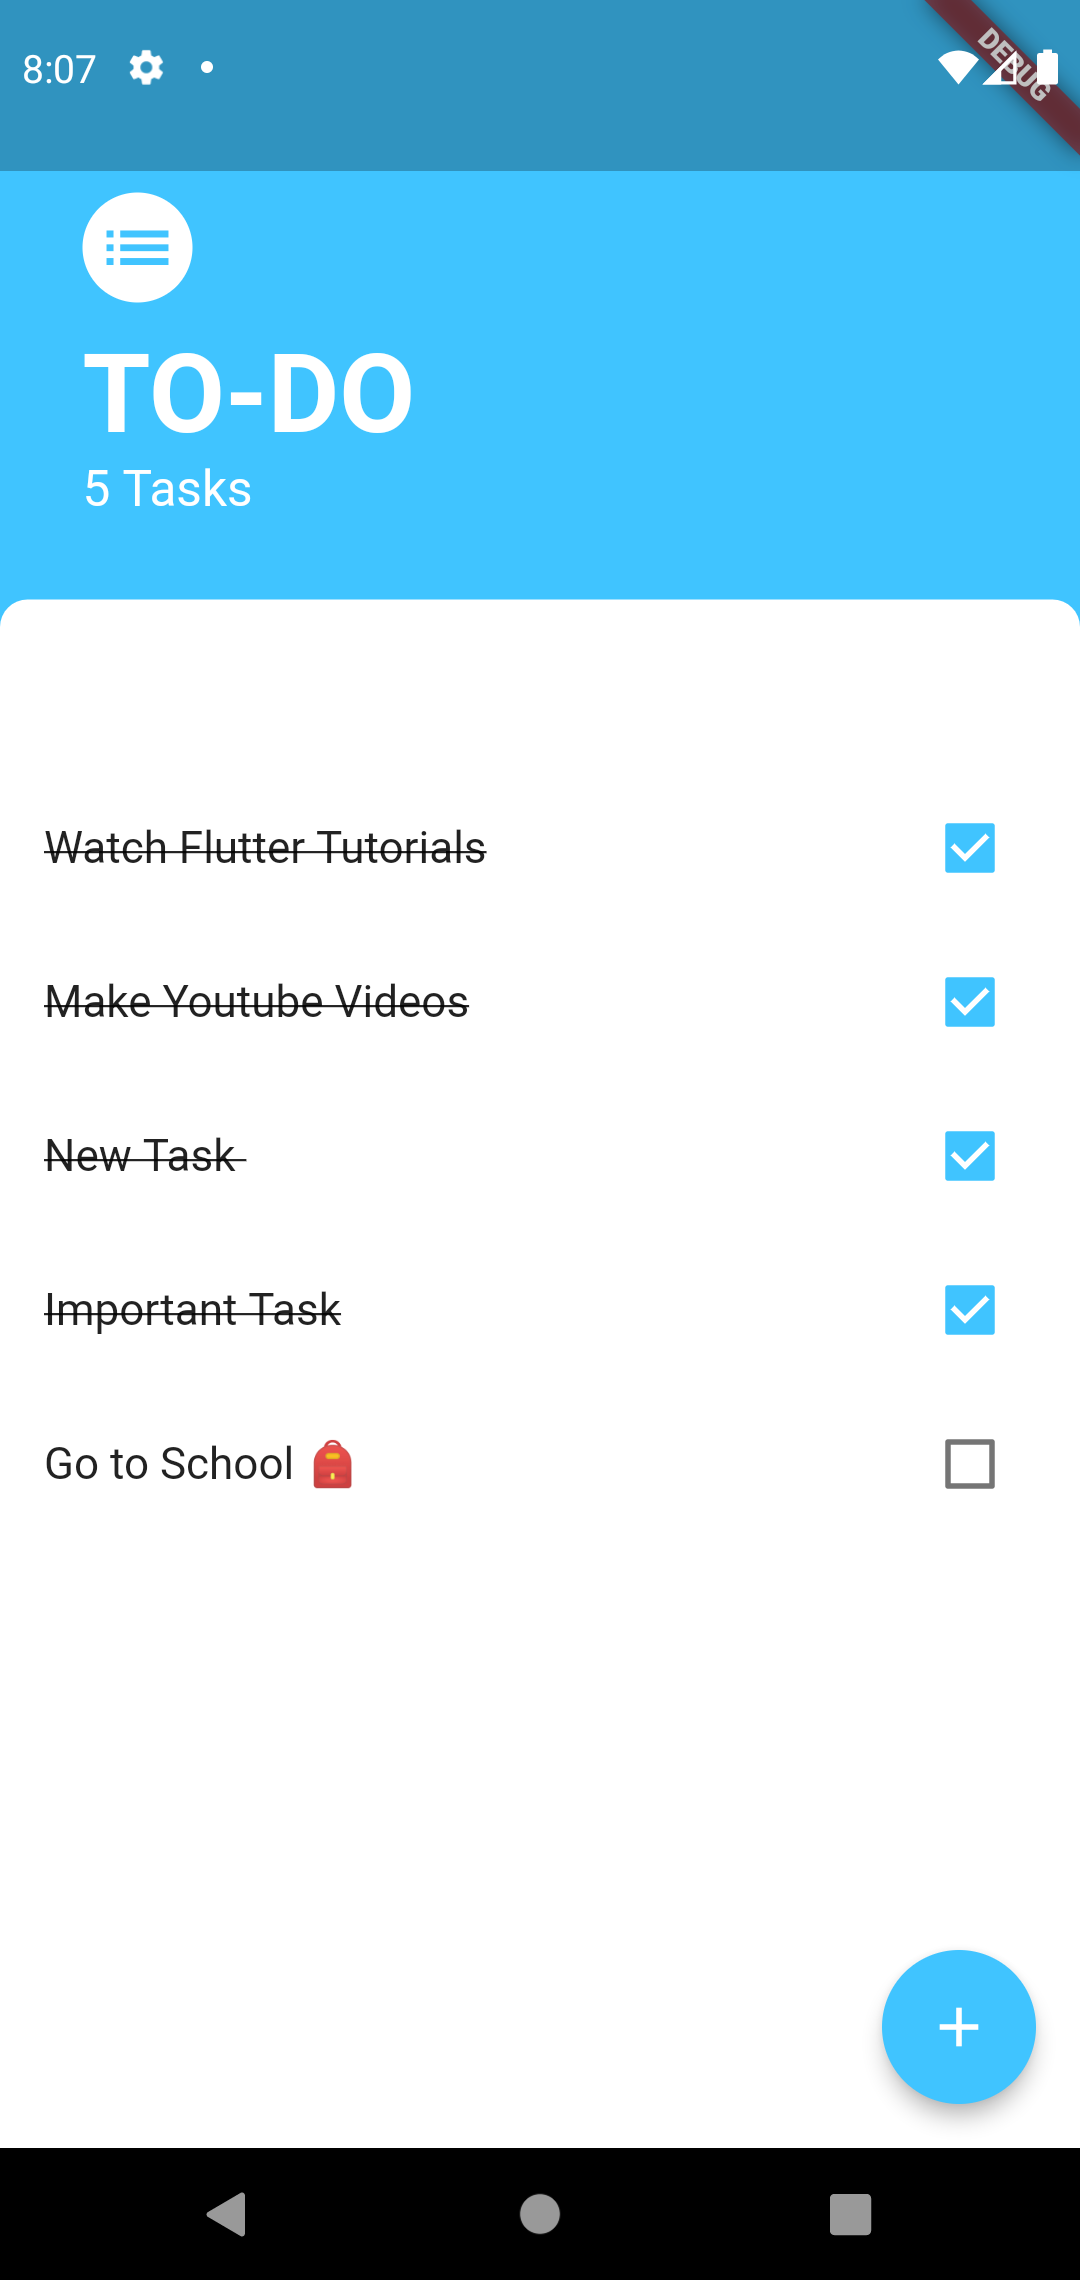 8:07
DEBUG
TO-DO
5 Tasks
Watch Flutter Tutorials
Make Youtube Videos
New Task
Important Task
Go to School 🎒